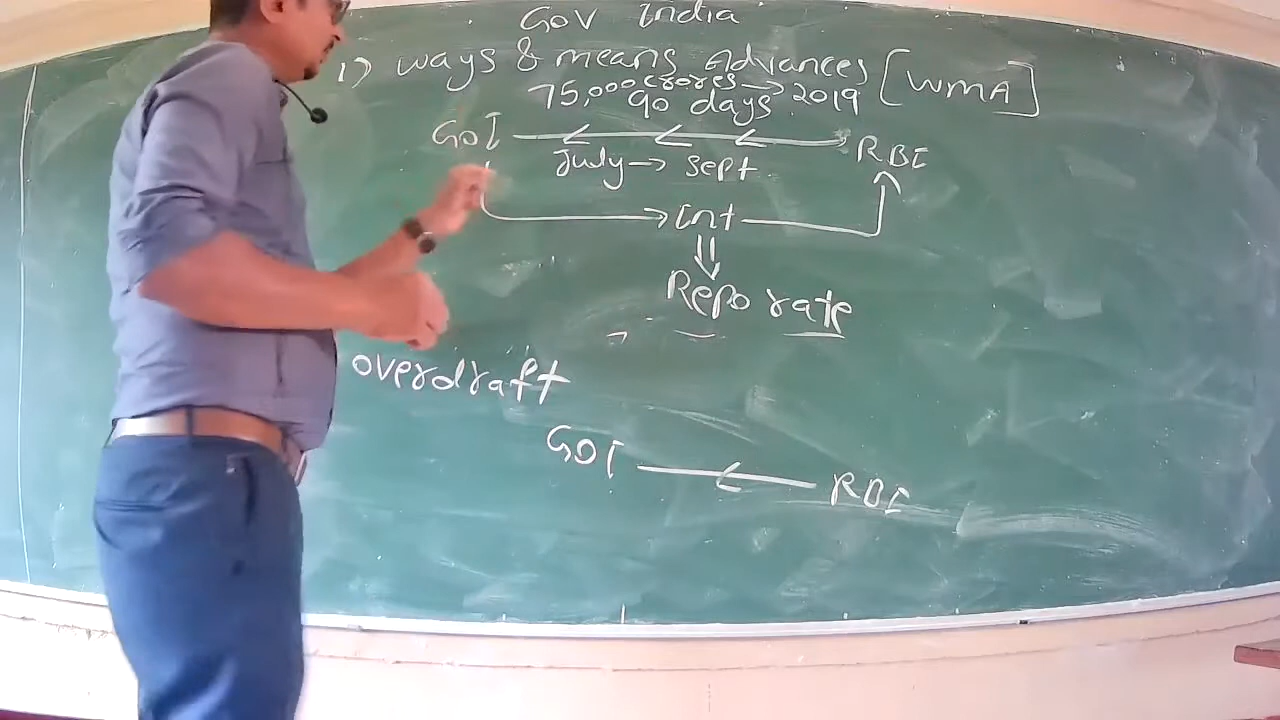 Gov India
1) ways & means Advances [WMA]
75,000 crores → 2019
90 days
GOI RBI
July → Sept
Int
Repo rate
overdraft
GOI RBI